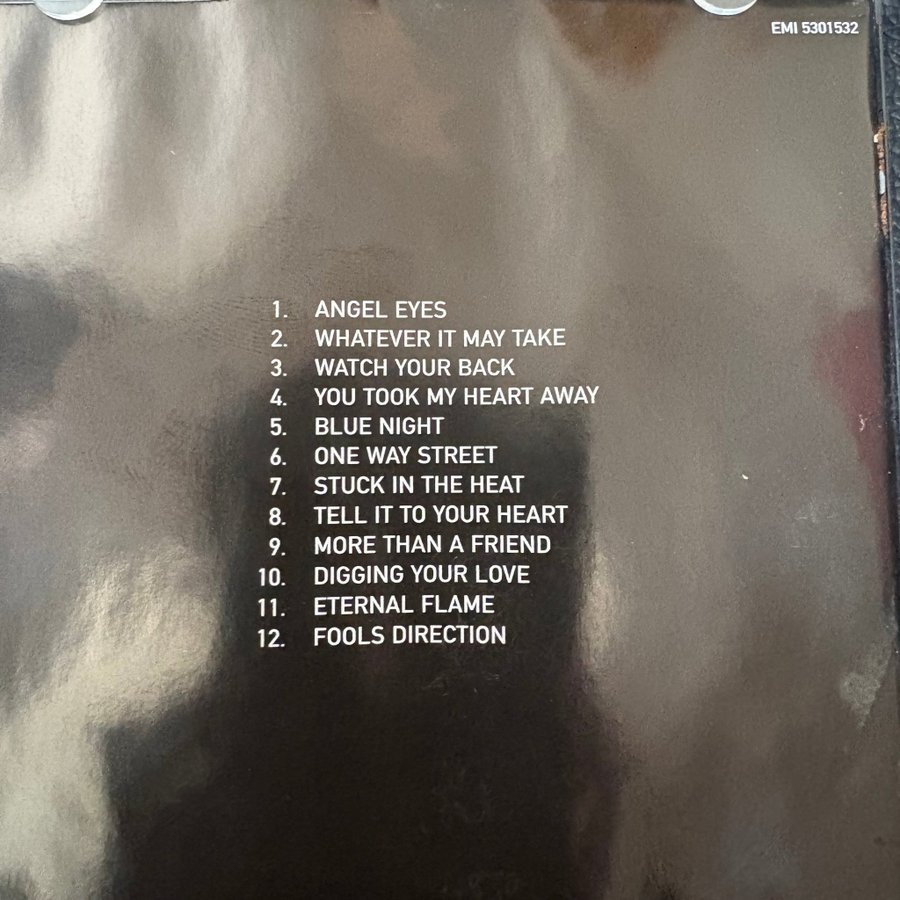 EMI 5301532
1. ANGEL EYES
2. WHATEVER IT MAY TAKE
3. WATCH YOUR BACK
4. YOU TOOK MY HEART AWAY
5. BLUE NIGHT
6. ONE WAY STREET
7. STUCK IN THE HEAT
8. TELL IT TO YOUR HEART
9. MORE THAN A FRIEND
10. DIGGING YOUR LOVE
11. ETERNAL FLAME
12. FOOLS DIRECTION